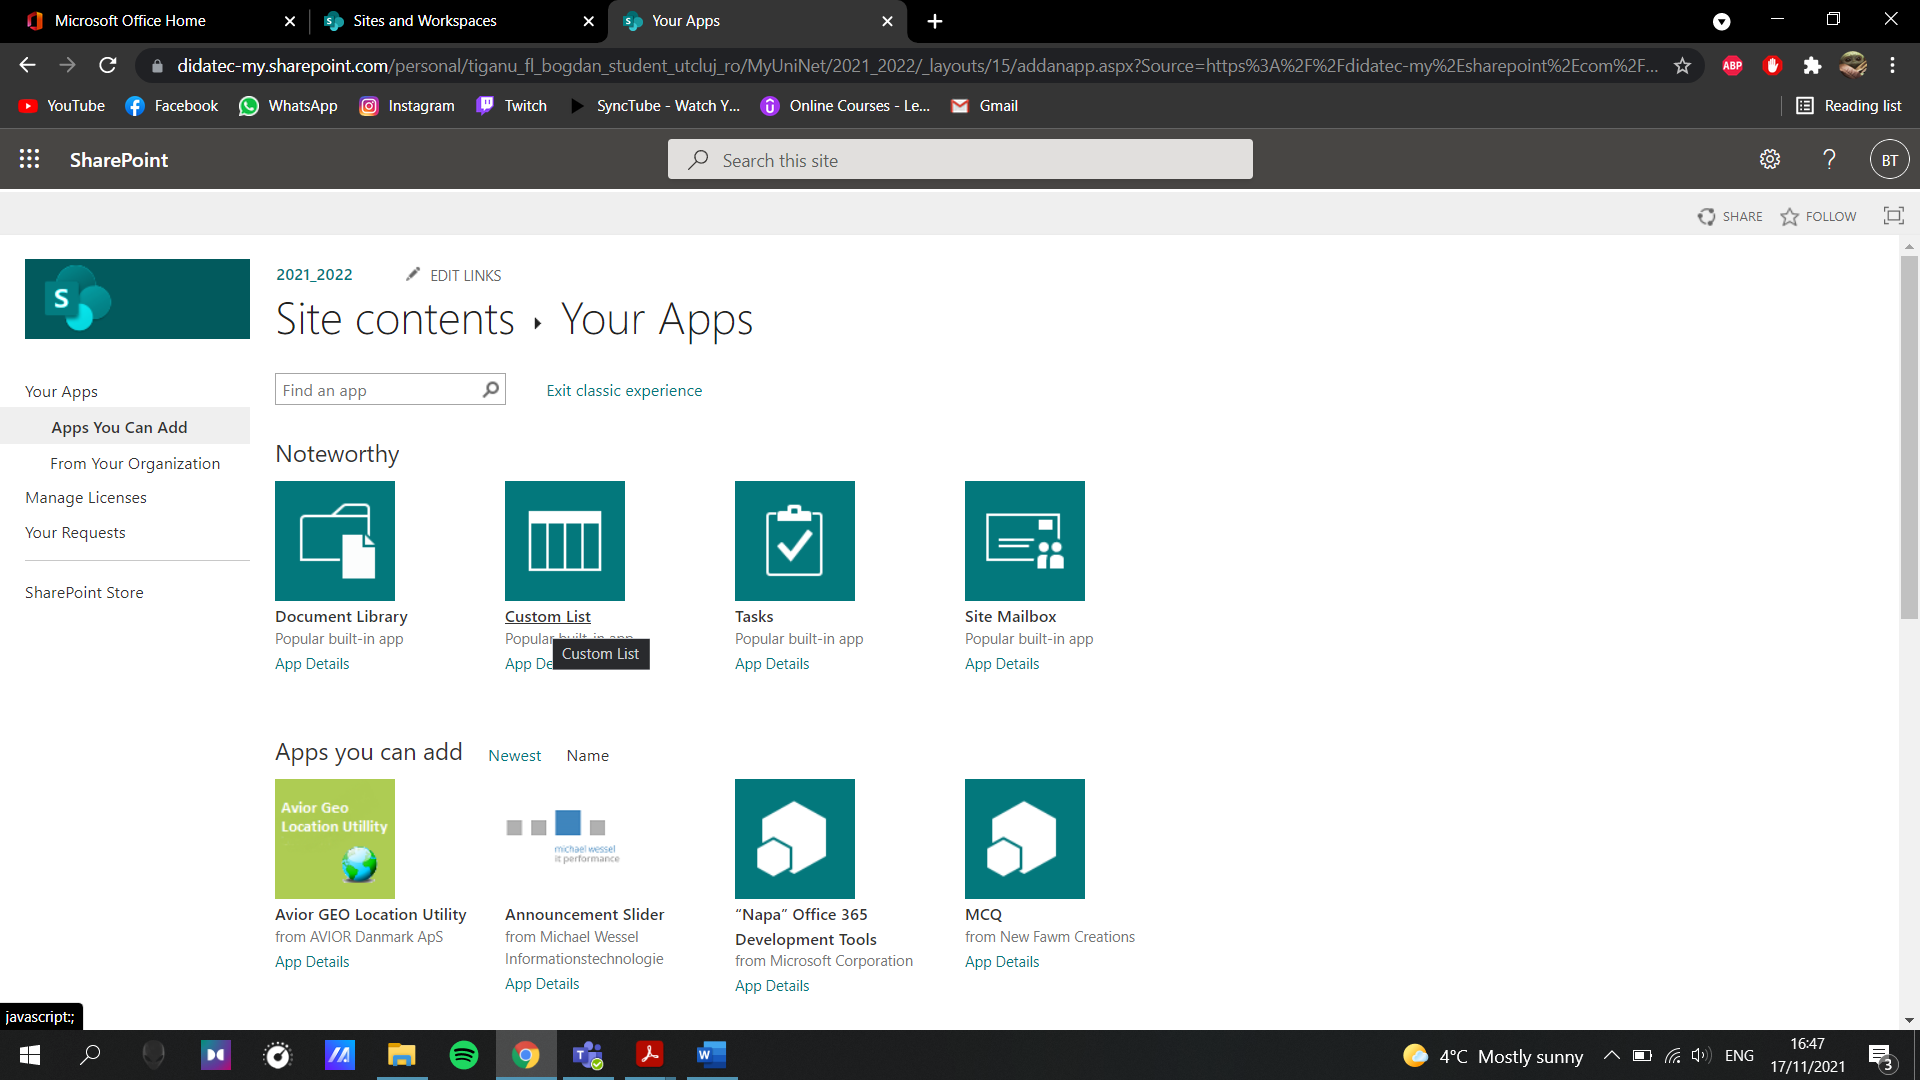 Microsoft Office Home
Sites and Workspaces
Your Apps
didatec-my.sharepoint.com/personal/tiganu_fl_bogdan_student_utcluj_ro/MyUniNet/2021_2022/_layouts/15/addanapp.aspx?Source=https%3A%2F%2Fdidatec-my%2Esharepoint%2Ecom%2F...
ABP
YouTube
Facebook
WhatsApp
Instagram
Twitch
SyncTube - Watch Y...
Online Courses - Le...
Gmail
Reading list
SharePoint
Search this site
?
BT
SHARE
FOLLOW
S
2021_2022
EDIT LINKS
Site contents ▸ Your Apps
Find an app
Exit classic experience
Your Apps
Apps You Can Add
From Your Organization
Manage Licenses
Your Requests
SharePoint Store
Noteworthy
Document Library
Popular built-in app
App Details
Custom List
Popular built-in app
App De
Custom List
Tasks
Popular built-in app
App Details
Site Mailbox
Popular built-in app
App Details
Apps you can add
Newest
Name
Avior Geo
Location Utillity
Avior GEO Location Utility
from AVIOR Danmark ApS
App Details
michael wessel
it performance
Announcement Slider
from Michael Wessel
Informationstechnologie
App Details
“Napa” Office 365
Development Tools
from Microsoft Corporation
App Details
MCQ
from New Fawm Creations
App Details
javascript:;
4°C Mostly sunny
ENG
16:47
17/11/2021
3